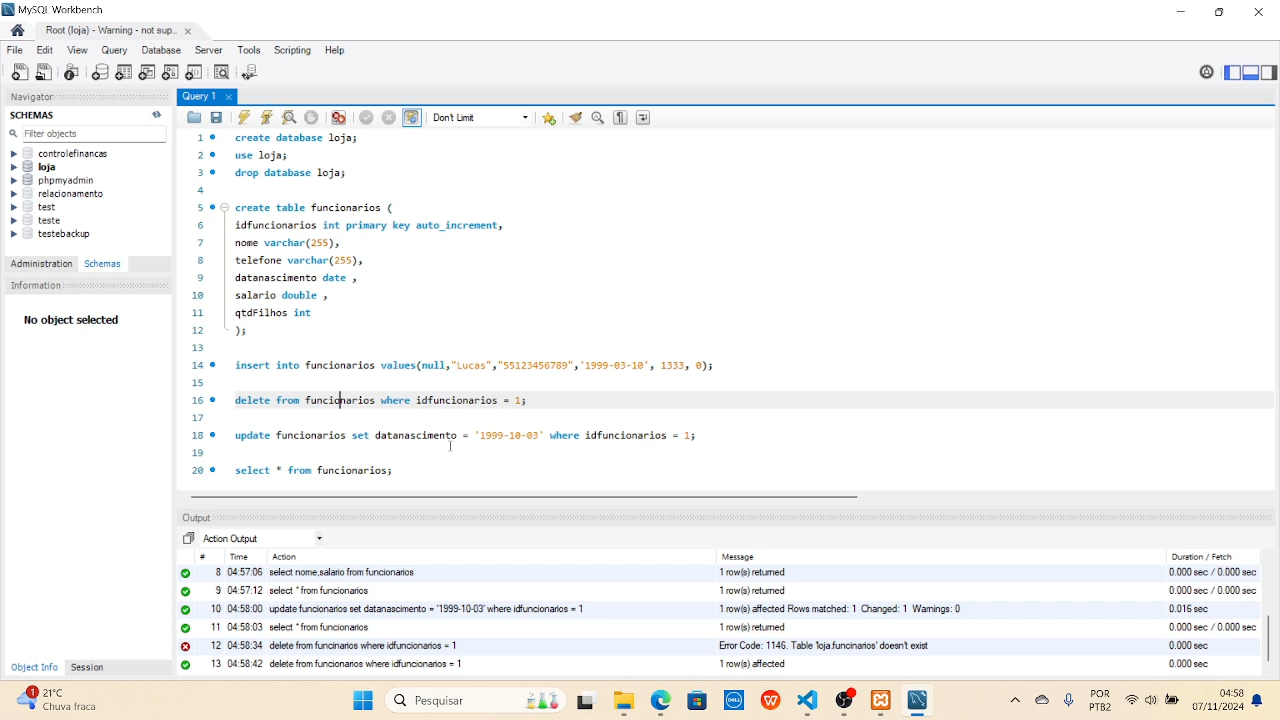 MySQL Workbench
Root (loja) - Warning - not sup..
File Edit View Query Database Server Tools Scripting Help
Navigator
SCHEMAS
Filter objects
controlefinancas
loja
phpmyadmin
relacionamento
test
teste
testebackup
Administration Schemas
Information
No object selected
Object Info Session
Query 1
Don't Limit
1 create database loja;
2 use loja;
3 drop database loja;
4
5 create table funcionarios (
6 idfuncionarios int primary key auto_increment,
7 nome varchar(255),
8 telefone varchar(255),
9 datanascimento date ,
10 salario double ,
11 qtdFilhos int
12 );
13
14 insert into funcionarios values(null,"Lucas","55123456789",'1999-03-10', 1333, 0);
15
16 delete from funcionarios where idfuncionarios = 1;
17
18 update funcionarios set datanascimento = '1999-10-03' where idfuncionarios = 1;
19
20 select * from funcionarios;
Output
Action Output
# Time Action Message Duration / Fetch
8 04:57:06 select nome,salario from funcionarios 1 row(s) returned 0.000 sec / 0.000 sec
9 04:57:12 select * from funcionarios 1 row(s) returned 0.000 sec / 0.000 sec
10 04:58:00 update funcionarios set datanascimento = '1999-10-03' where idfuncionarios = 1 1 row(s) affected Rows matched: 1 Changed: 1 Warnings: 0 0.016 sec
11 04:58:03 select * from funcionarios 1 row(s) returned 0.000 sec / 0.000 sec
12 04:58:34 delete from funcinarios where idfuncionarios = 1 Error Code: 1146. Table 'loja.funcinarios' doesn't exist 0.000 sec
13 04:58:42 delete from funcionarios where idfuncionarios = 1 1 row(s) affected 0.000 sec
1
21°C
Chuva fraca
Pesquisar
DELL
POR
PTB2
04:58
07/11/2024